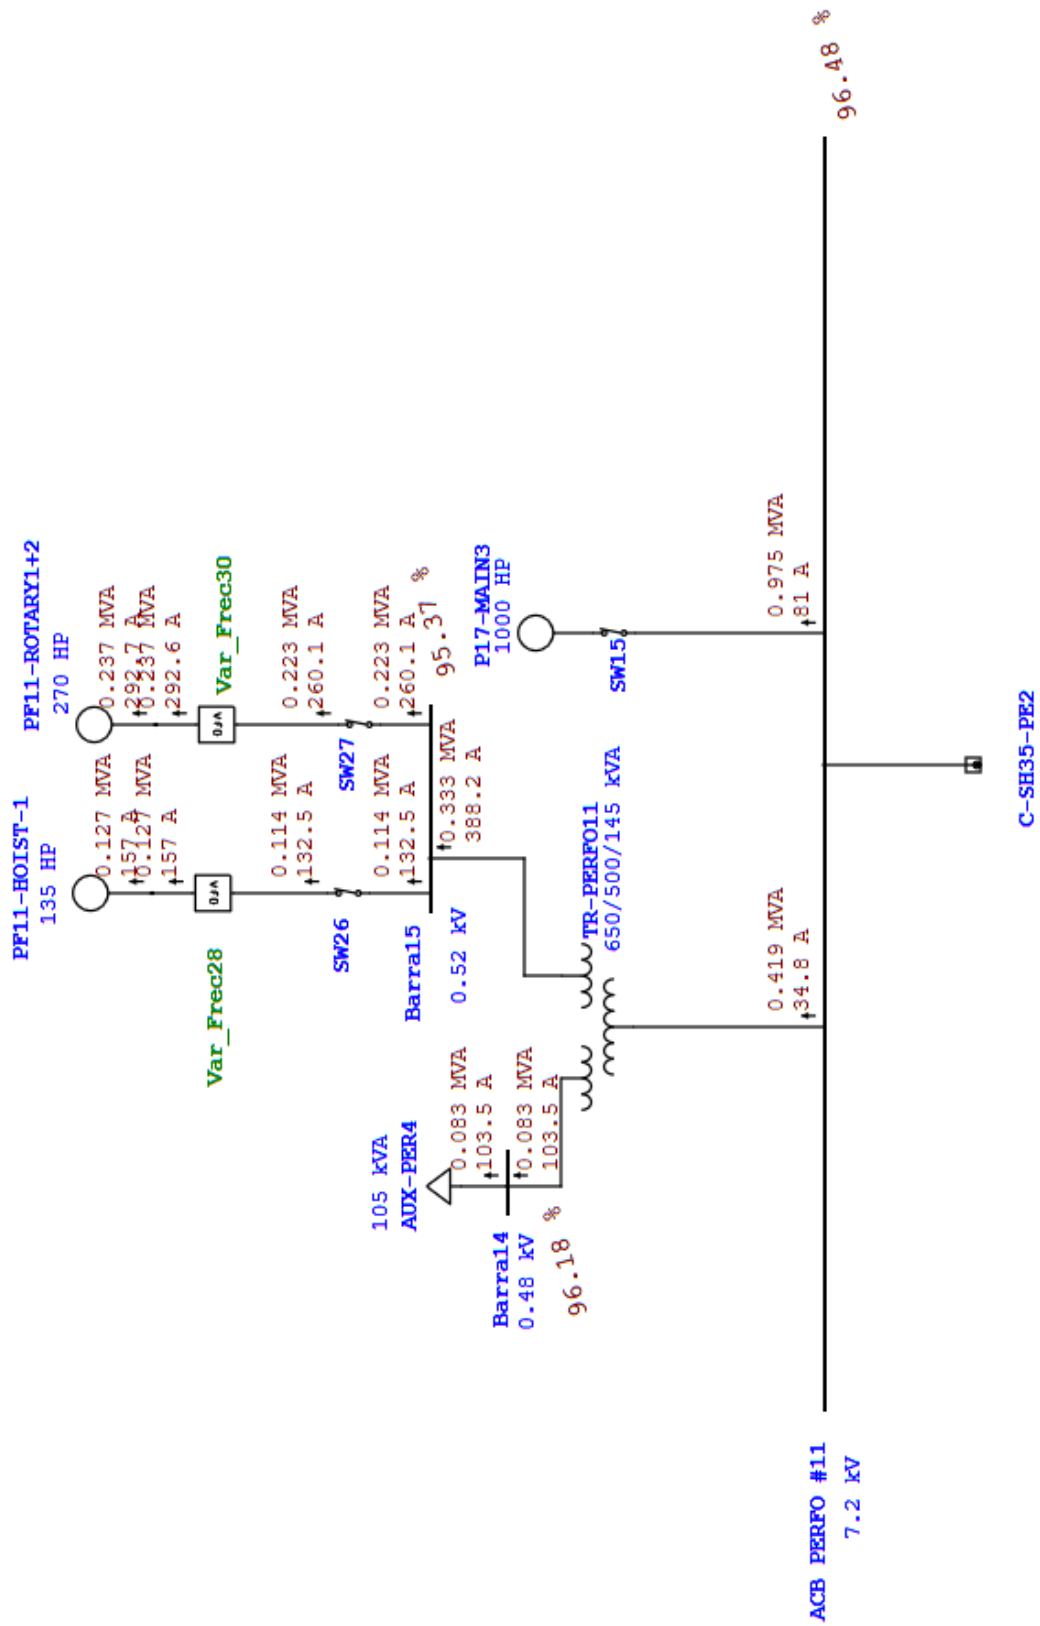 PF11-HOIST-1
135 HP
0.127 MVA
157 A
0.127 MVA
157 A
VFD
Var_Frec28
0.114 MVA
132.5 A
SW26
0.114 MVA
132.5 A
PF11-ROTARY1+2
270 HP
0.237 MVA
292.7 A
0.237 MVA
292.6 A
VFD
Var_Frec30
0.223 MVA
260.1 A
SW27
0.223 MVA
260.1 A
95.37 %
Barra15
0.52 kV
0.333 MVA
388.2 A
105 kVA
AUX-PER4
0.083 MVA
103.5 A
Barra14
0.48 kV
96.18 %
0.083 MVA
103.5 A
TR-PERFO11
650/500/145 kVA
P17-MAIN3
1000 HP
SW15
0.419 MVA
34.8 A
0.975 MVA
81 A
ACB PERFO #11
7.2 kV
96.48 %
C-SH35-PE2